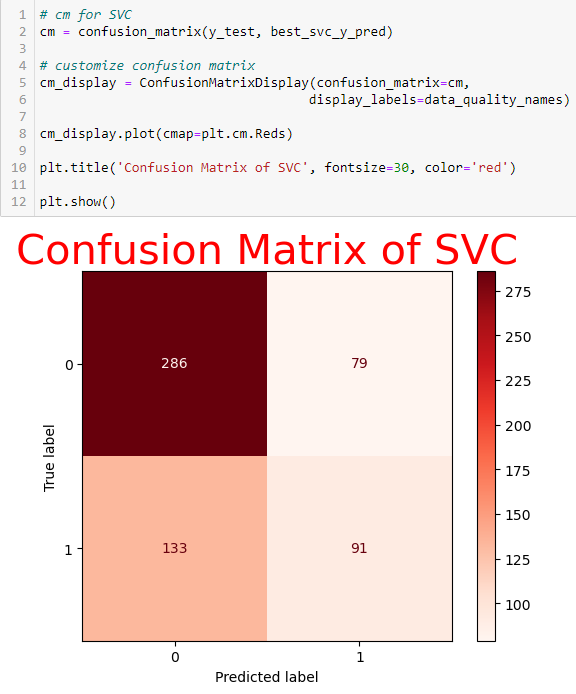 1 # cm for SVC
2 cm = confusion_matrix(y_test, best_svc_y_pred)
3
4 # customize confusion matrix
5 cm_display = ConfusionMatrixDisplay(confusion_matrix=cm,
6 display_labels=data_quality_names)
7
8 cm_display.plot(cmap=plt.cm.Reds)
9
10 plt.title('Confusion Matrix of SVC', fontsize=30, color='red')
11
12 plt.show()
Confusion Matrix of SVC
275
250
225
200
175
150
125
100
0 286 79
True label
1 133 91
0 1
Predicted label